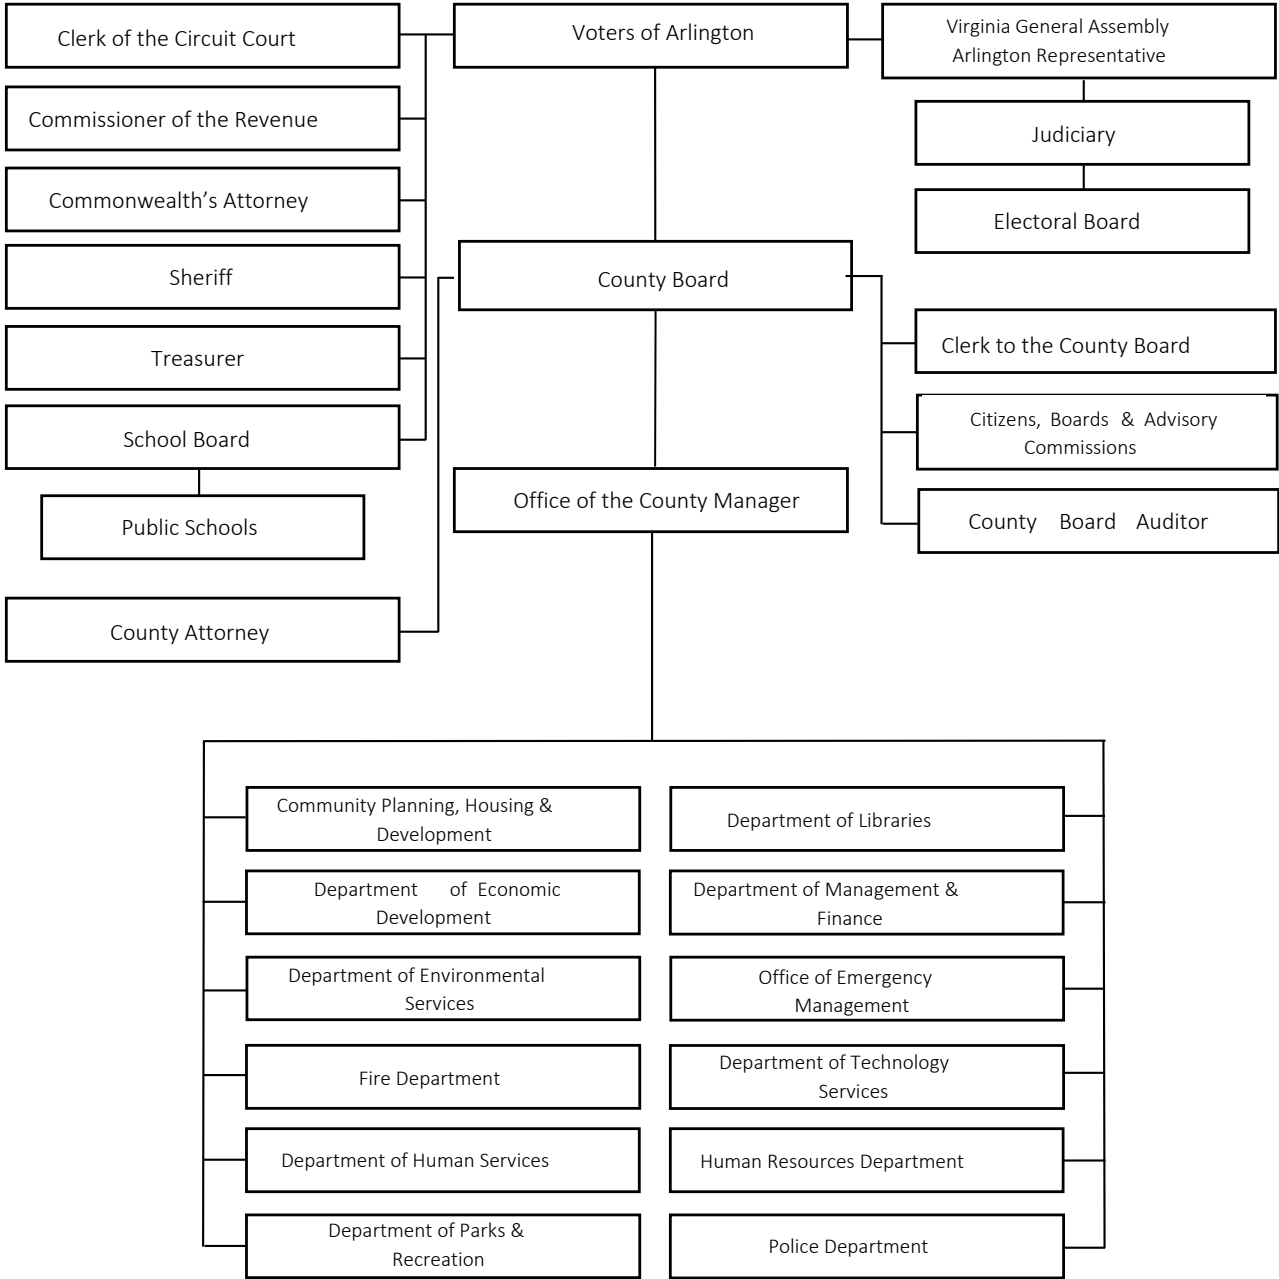 Clerk of the Circuit Court
Voters of Arlington
Virginia General Assembly
Arlington Representative
Commissioner of the Revenue
Judiciary
Commonwealth’s Attorney
Electoral Board
Sheriff
County Board
Treasurer
Clerk to the County Board
School Board
Citizens, Boards & Advisory
Commissions
Public Schools
Office of the County Manager
County Board Auditor
County Attorney
Community Planning, Housing &
Development
Department of Libraries
Department of Economic
Development
Department of Management &
Finance
Department of Environmental
Services
Office of Emergency
Management
Fire Department
Department of Technology
Services
Department of Human Services
Human Resources Department
Department of Parks &
Recreation
Police Department